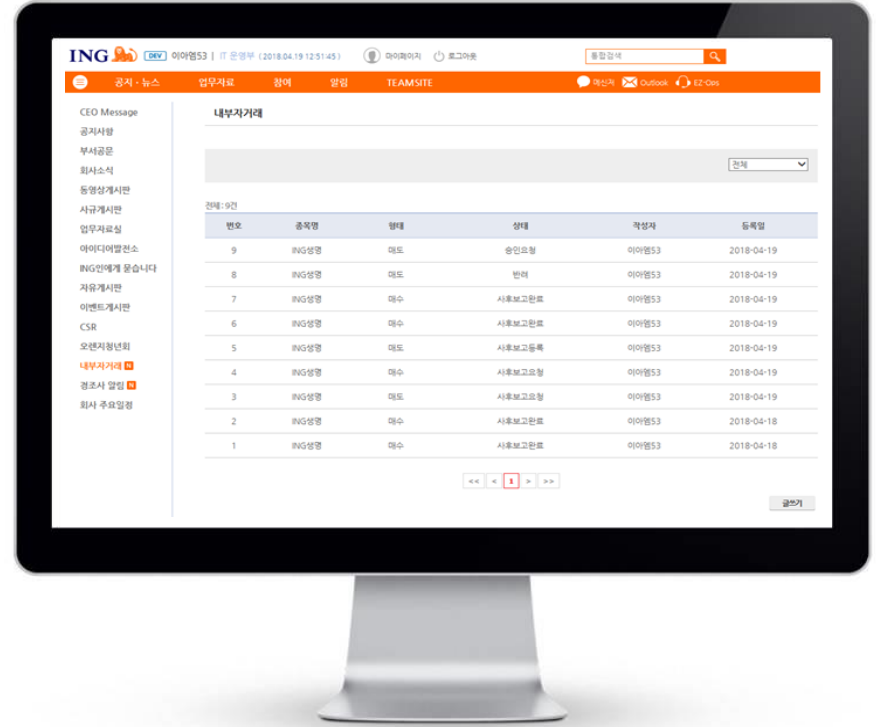 ING DEV 이아엠53 | IT 운영부 (2018.04.19 12:51:45) 마이페이지 로그아웃 통합검색
공지·뉴스 업무자료 참여 알림 TEAMSITE 메신저 Outlook EZ-Ops
CEO Message
공지사항
부서공문
회사소식
동영상게시판
사규게시판
업무자료실
아이디어발전소
ING인에게 묻습니다
자유게시판
이벤트게시판
CSR
오렌지청년회
내부자거래 N
경조사 알림 N
회사 주요일정
내부자거래
전체
전체: 9건
번호 종목명 형태 상태 작성자 등록일
9 ING생명 매도 승인요청 이아엠53 2018-04-19
8 ING생명 매도 반려 이아엠53 2018-04-19
7 ING생명 매수 사후보고완료 이아엠53 2018-04-19
6 ING생명 매수 사후보고완료 이아엠53 2018-04-19
5 ING생명 매도 사후보고등록 이아엠53 2018-04-19
4 ING생명 매수 사후보고요청 이아엠53 2018-04-19
3 ING생명 매도 사후보고요청 이아엠53 2018-04-19
2 ING생명 매수 사후보고완료 이아엠53 2018-04-18
1 ING생명 매수 사후보고완료 이아엠53 2018-04-18
<< < 1 > >>
글쓰기